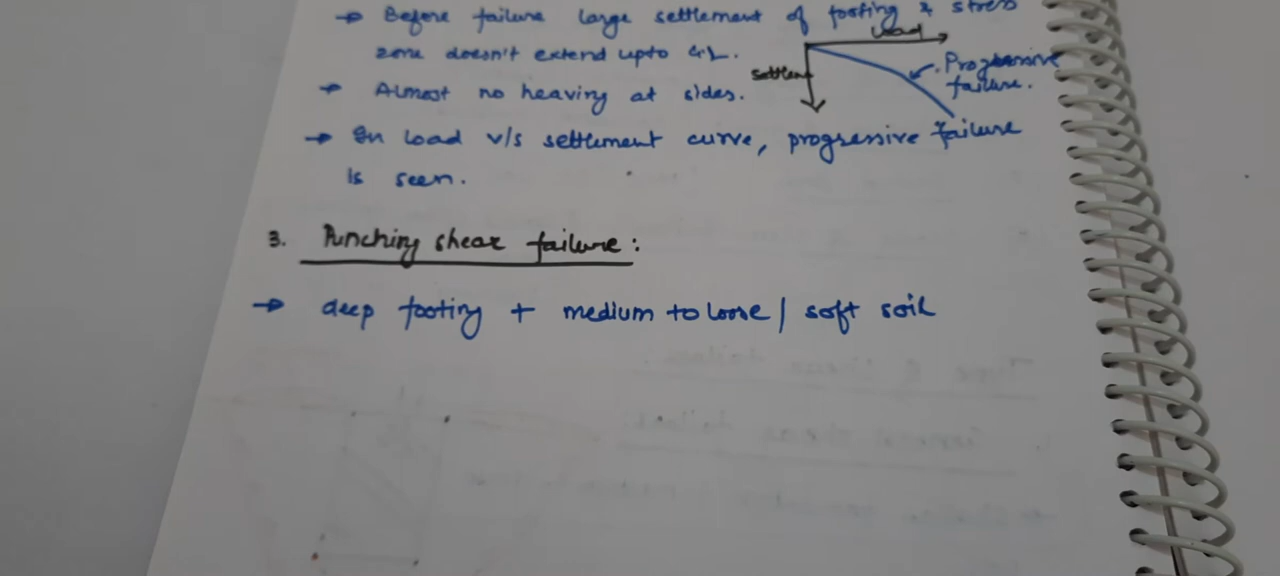 → Before failure large settlement of footing & stress
zone doesn't extend upto G.L.
→ Almost no heaving at sides.
→ In load v/s settlement curve, progressive failure
is seen.
Load
Settlem
Progressive
failure.
3. Punching shear failure:
→ deep footing + medium to loose / soft soil